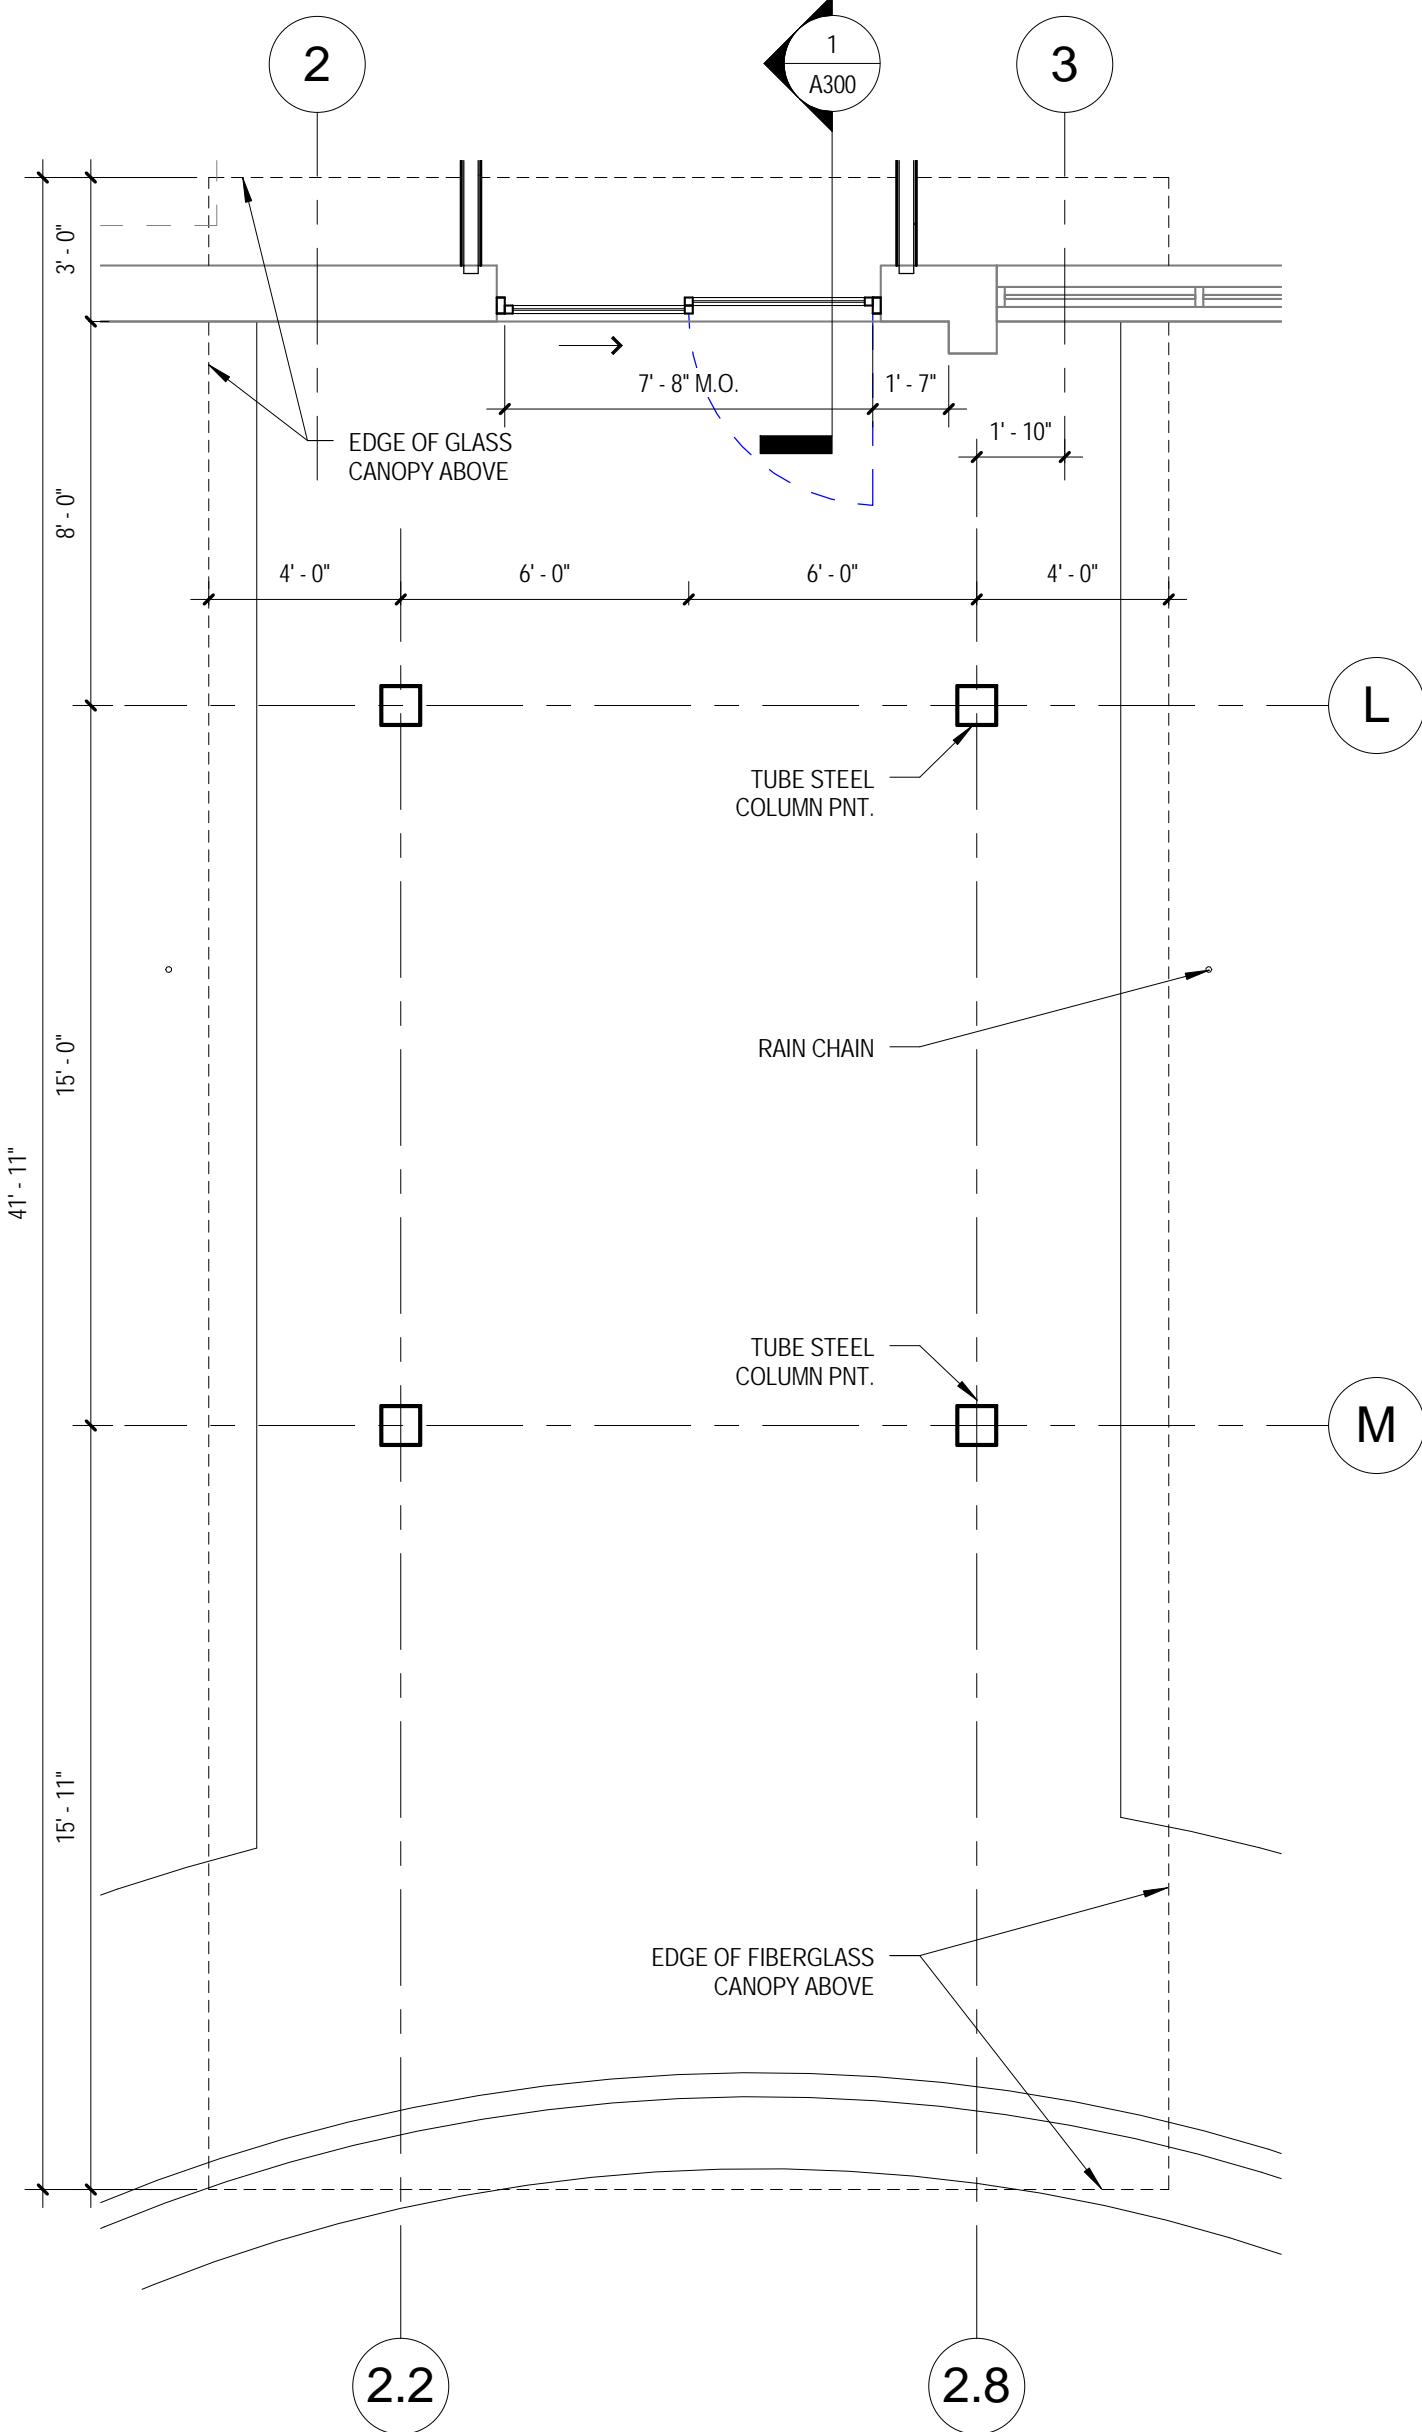 2
1
A300
3
3' - 0"
7' - 8" M.O.
1' - 7"
1' - 10"
EDGE OF GLASS
CANOPY ABOVE
8' - 0"
4' - 0"
6' - 0"
6' - 0"
4' - 0"
L
TUBE STEEL
COLUMN PNT.
RAIN CHAIN
15' - 0"
41' - 11"
TUBE STEEL
COLUMN PNT.
M
15' - 11"
EDGE OF FIBERGLASS
CANOPY ABOVE
2.2
2.8